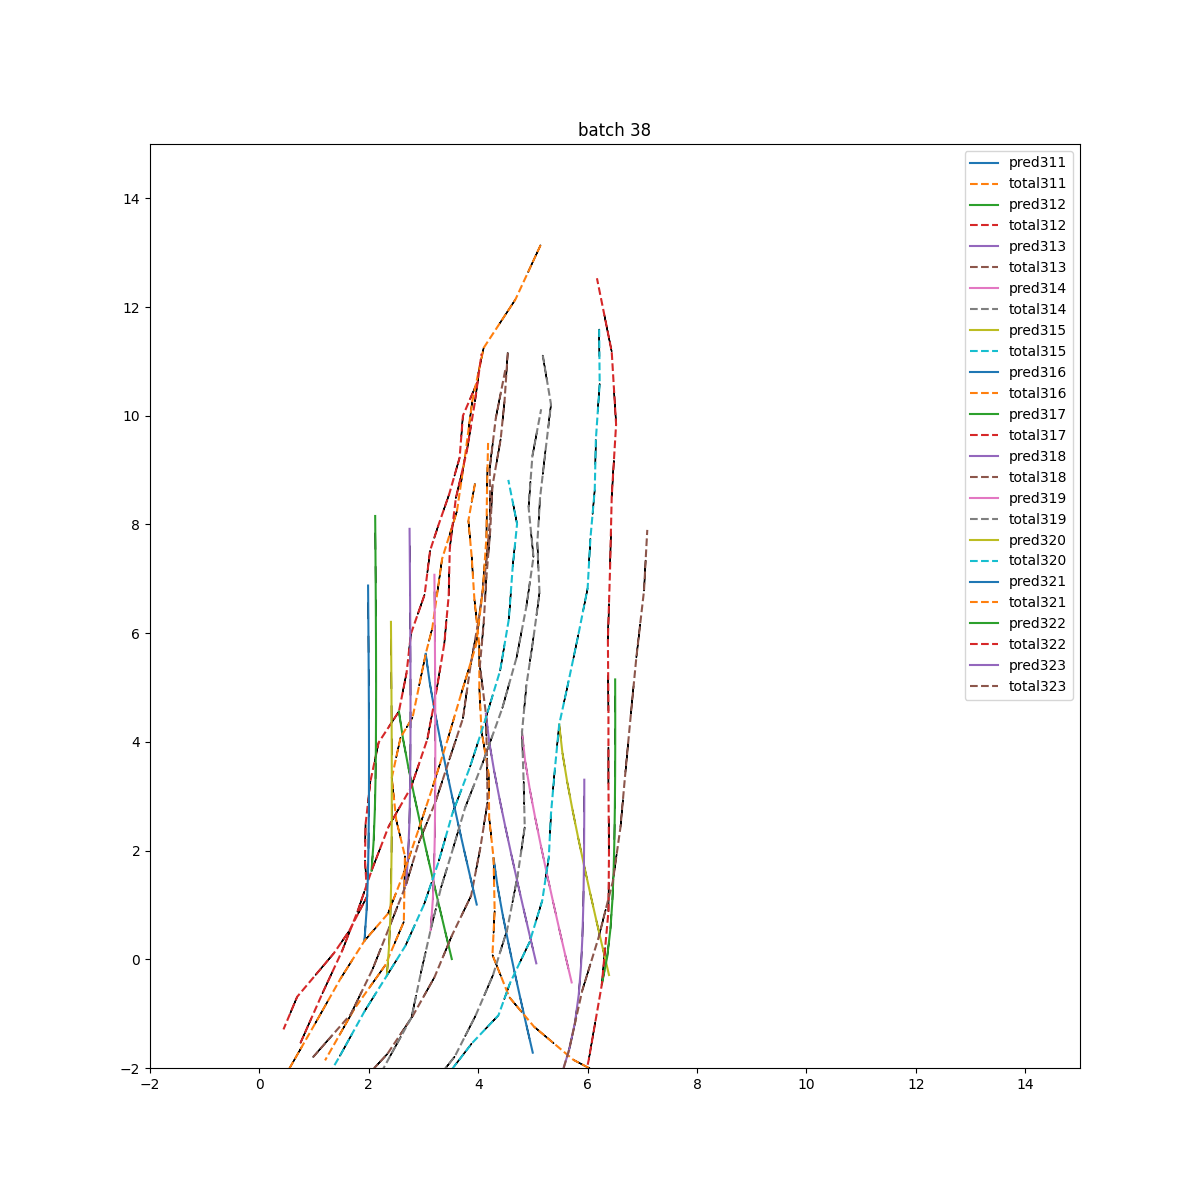 batch 38
14
12
10
8
6
4
2
0
−2
−2
0
2
4
6
8
10
12
14
pred311
total311
pred312
total312
pred313
total313
pred314
total314
pred315
total315
pred316
total316
pred317
total317
pred318
total318
pred319
total319
pred320
total320
pred321
total321
pred322
total322
pred323
total323